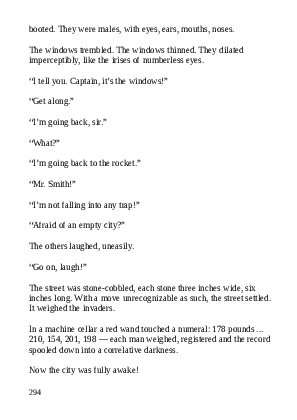 booted. They were males, with eyes, ears, mouths, noses.
The windows trembled. The windows thinned. They dilated
imperceptibly, like the irises of numberless eyes.
“I tell you. Captain, it’s the windows!”
“Get along.”
“I’m going back, sir.”
“What?”
“I’m going back to the rocket.”
“Mr. Smith!”
“I’m not falling into any trap!”
“Afraid of an empty city?”
The others laughed, uneasily.
“Go on, laugh!”
The street was stone-cobbled, each stone three inches wide, six
inches long. With a move unrecognizable as such, the street settled.
It weighed the invaders.
In a machine cellar a red wand touched a numeral: 178 pounds ...
210, 154, 201, 198 — each man weighed, registered and the record
spooled down into a correlative darkness.
Now the city was fully awake!
294